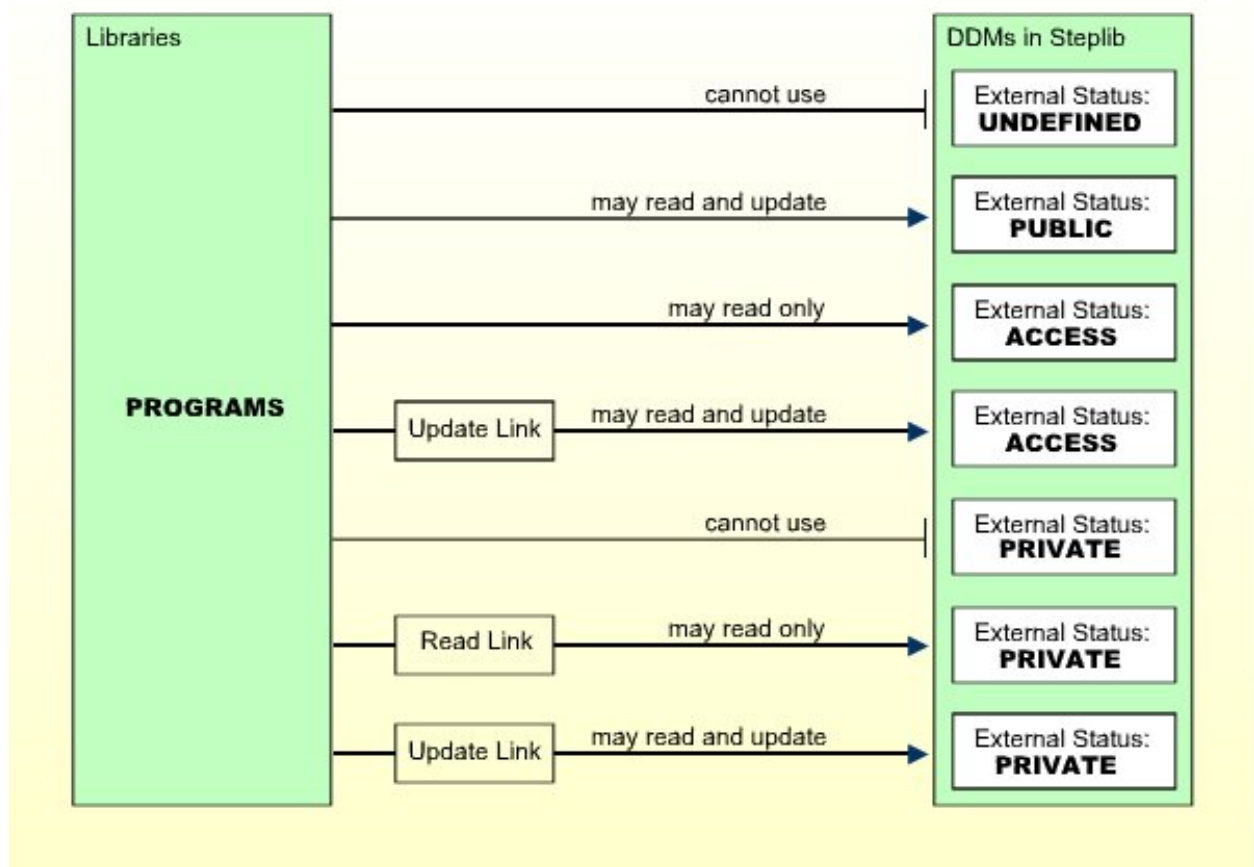 Libraries
DDMs in Steplib
cannot use
External Status:
UNDEFINED
may read and update
External Status:
PUBLIC
may read only
External Status:
ACCESS
PROGRAMS
Update Link
may read and update
External Status:
ACCESS
cannot use
External Status:
PRIVATE
Read Link
may read only
External Status:
PRIVATE
Update Link
may read and update
External Status:
PRIVATE